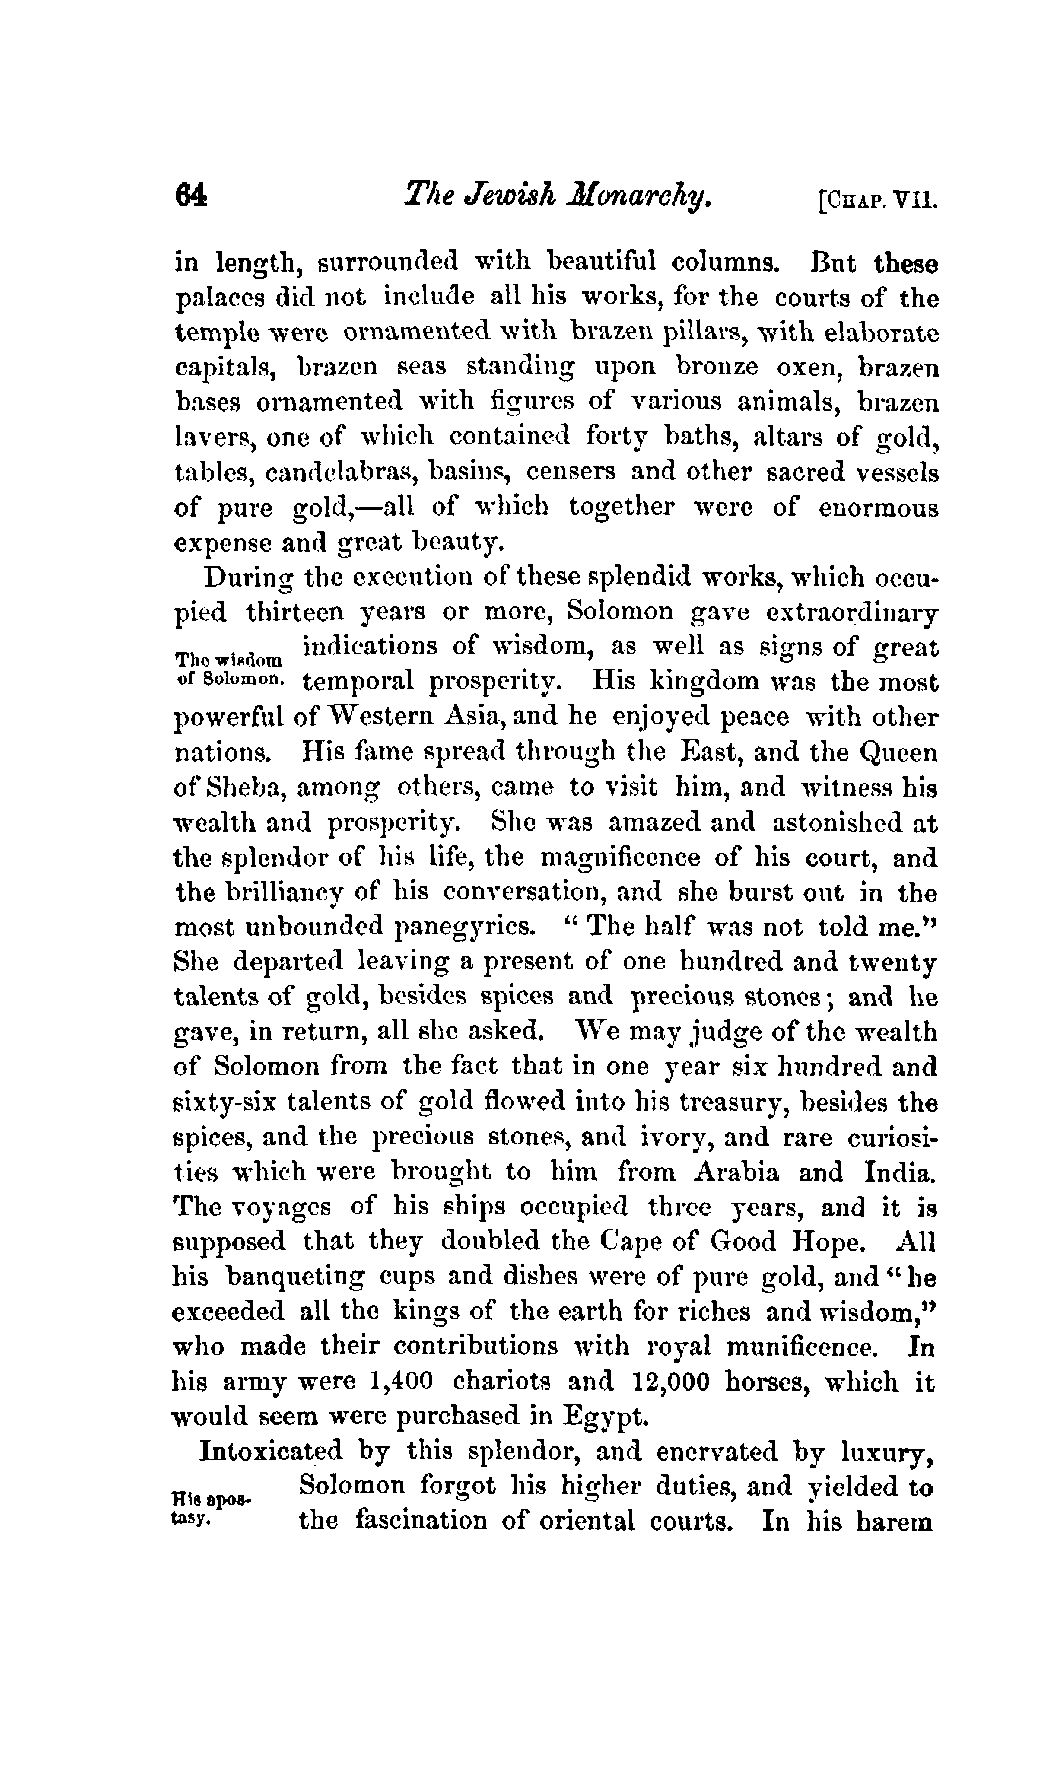 64 The Jewish Monarchy. [CHAP. VII.
in length, surrounded with beautiful columns. But these
palaces did not include all his works, for the courts of the
temple were ornamented with brazen pillars, with elaborate
capitals, brazen seas standing upon bronze oxen, brazen
bases ornamented with figures of various animals, brazen
lavers, one of which contained forty baths, altars of gold,
tables, candelabras, basins, censers and other sacred vessels
of pure gold,—all of which together were of enormous
expense and great beauty.
During the execution of these splendid works, which occu-
pied thirteen years or more, Solomon gave extraordinary
The wisdom indications of wisdom, as well as signs of great
of Solomon. temporal prosperity. His kingdom was the most
powerful of Western Asia, and he enjoyed peace with other
nations. His fame spread through the East, and the Queen
of Sheba, among others, came to visit him, and witness his
wealth and prosperity. She was amazed and astonished at
the splendor of his life, the magnificence of his court, and
the brilliancy of his conversation, and she burst out in the
most unbounded panegyrics. “The half was not told me.”
She departed leaving a present of one hundred and twenty
talents of gold, besides spices and precious stones; and he
gave, in return, all she asked. We may judge of the wealth
of Solomon from the fact that in one year six hundred and
sixty-six talents of gold flowed into his treasury, besides the
spices, and the precious stones, and ivory, and rare curiosi-
ties which were brought to him from Arabia and India.
The voyages of his ships occupied three years, and it is
supposed that they doubled the Cape of Good Hope. All
his banqueting cups and dishes were of pure gold, and “he
exceeded all the kings of the earth for riches and wisdom,”
who made their contributions with royal munificence. In
his army were 1,400 chariots and 12,000 horses, which it
would seem were purchased in Egypt.
Intoxicated by this splendor, and enervated by luxury,
His apos- Solomon forgot his higher duties, and yielded to
tasy. the fascination of oriental courts. In his harem